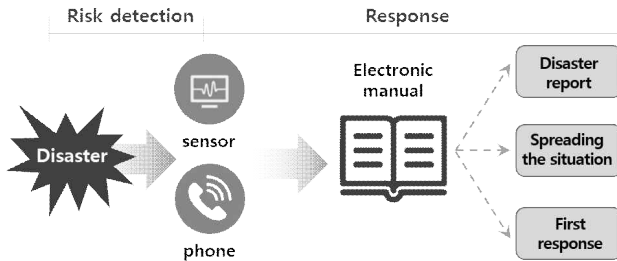 Risk detection
Response
Disaster
sensor
phone
Electronic
manual
Disaster
report
Spreading
the situation
First
response